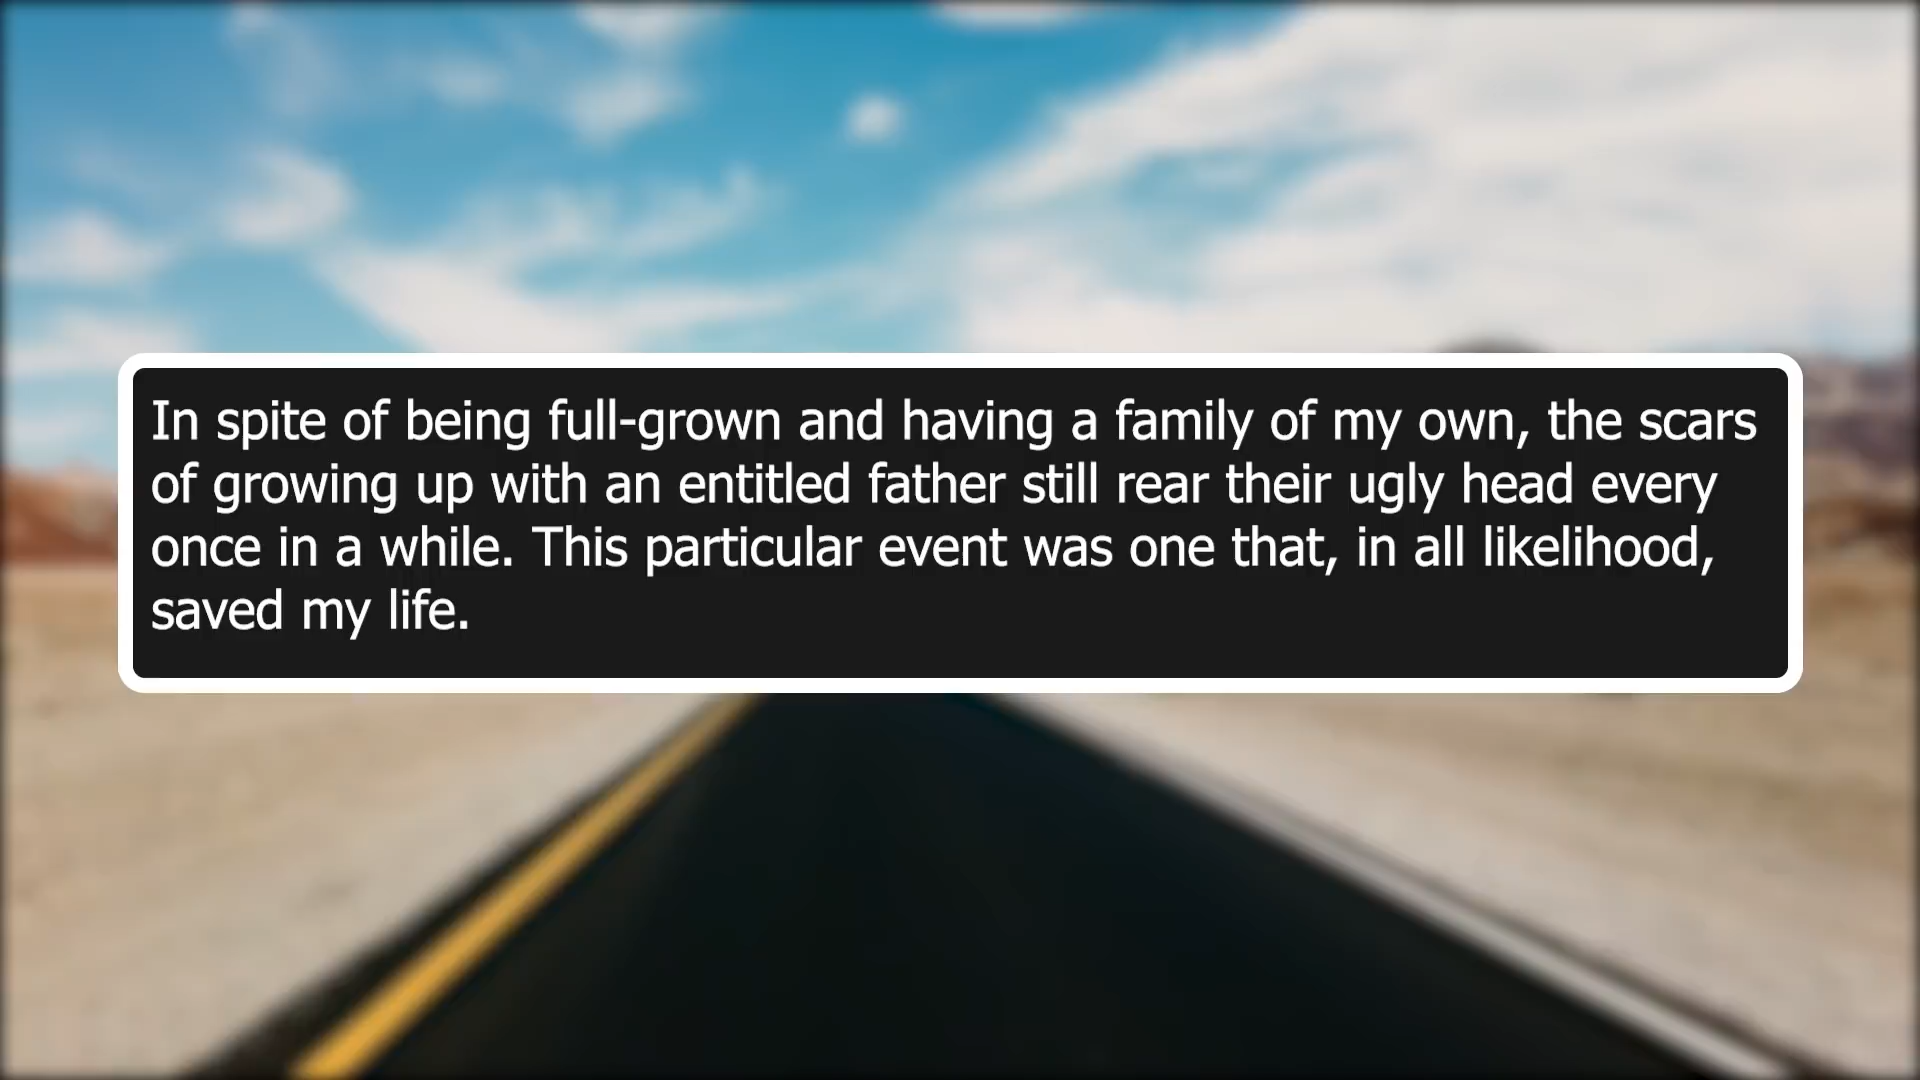 In spite of being full-grown and having a family of my own, the scars
of growing up with an entitled father still rear their ugly head every
once in a while. This particular event was one that, in all likelihood,
saved my life.